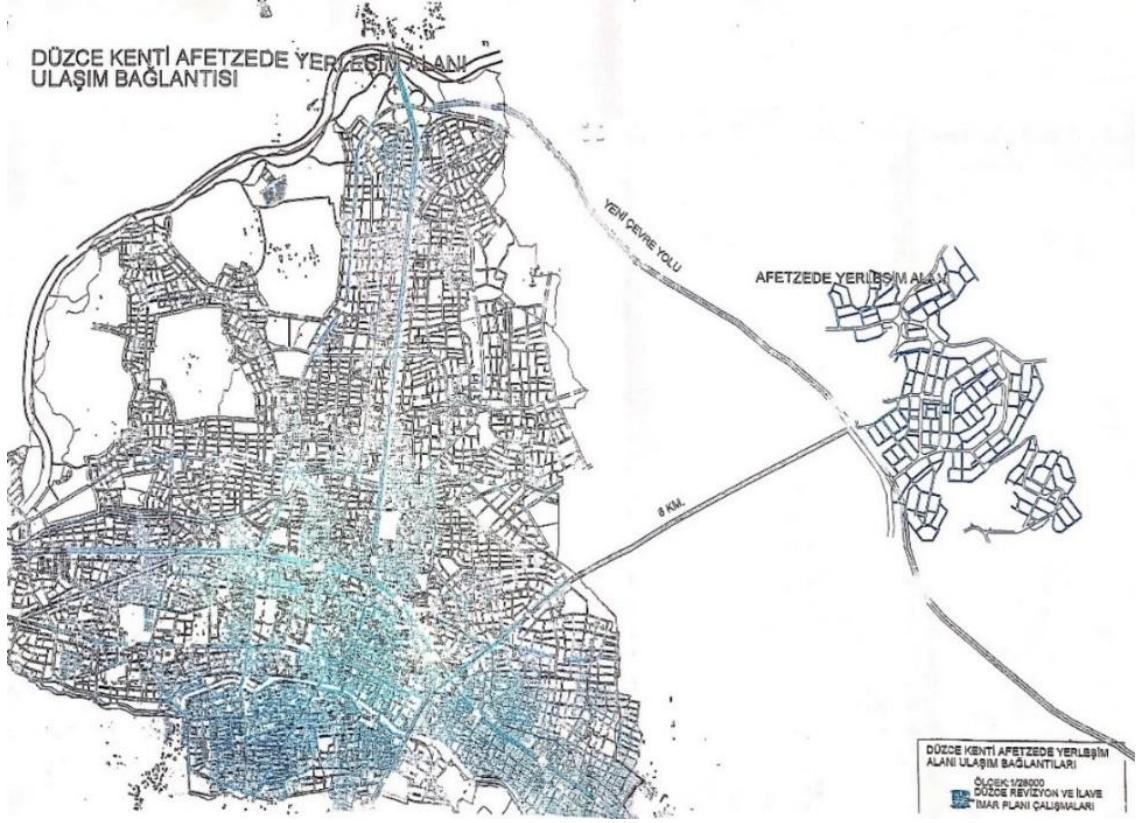 DÜZCE KENTİ AFETZEDE YERLEŞİM ALANI
ULAŞIM BAĞLANTISI
YENİ ÇEVRE YOLU
AFETZEDE YERLEŞİM ALANI
6 KM.
DÜZCE KENTİ AFETZEDE YERLEŞİM
ALANI ULAŞIM BAĞLANTILARI
ÖLÇEK:1/25000
DÜZCE REVİZYON VE İLAVE
İMAR PLANI ÇALIŞMALARI